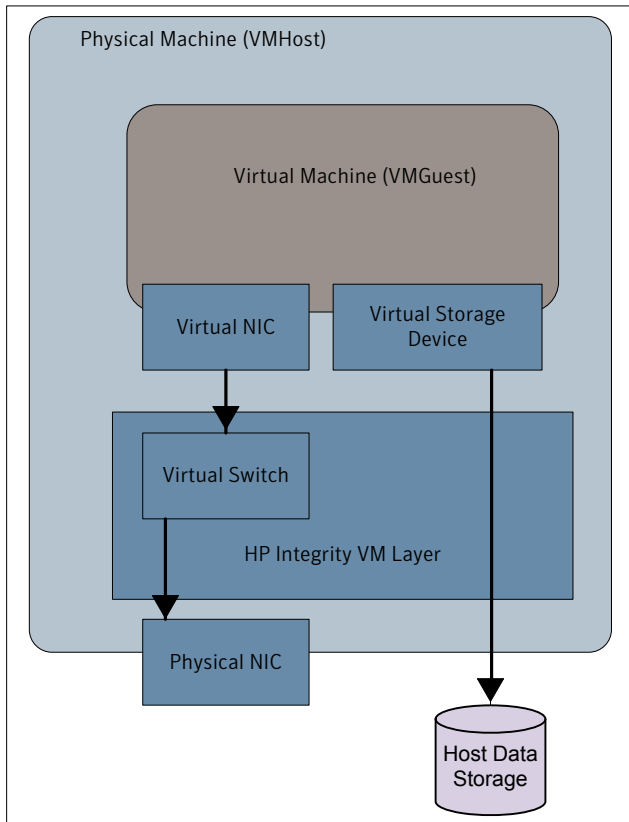 Physical Machine (VMHost)
Virtual Machine (VMGuest)
Virtual NIC
Virtual Storage
Device
Virtual Switch
HP Integrity VM Layer
Physical NIC
Host Data
Storage